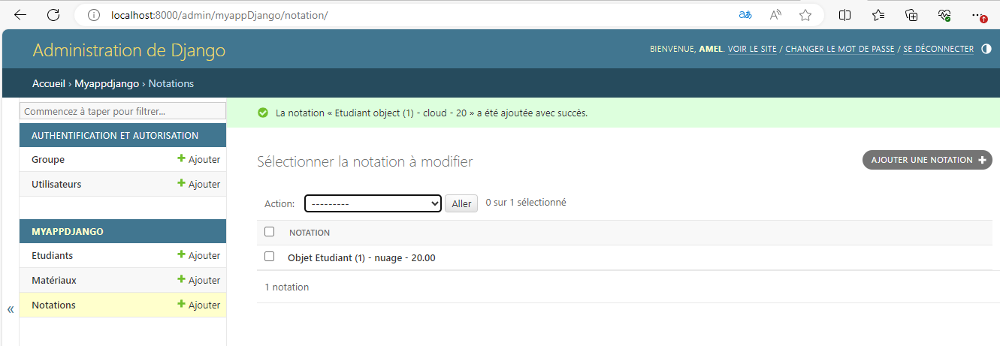 localhost:8000/admin/myappDjango/notation/
Administration de Django
BIENVENUE, AMEL. VOIR LE SITE / CHANGER LE MOT DE PASSE / SE DÉCONNECTER
Accueil › Myappdjango › Notations
Commencez à taper pour filtrer...
AUTHENTIFICATION ET AUTORISATION
Groupe + Ajouter
Utilisateurs + Ajouter
MYAPPDJANGO
Etudiants + Ajouter
Matériaux + Ajouter
Notations + Ajouter
«
La notation « Etudiant object (1) - cloud - 20 » a été ajoutée avec succès.
Sélectionner la notation à modifier
AJOUTER UNE NOTATION +
Action: --------- Aller 0 sur 1 sélectionné
NOTATION
Objet Etudiant (1) - nuage - 20.00
1 notation